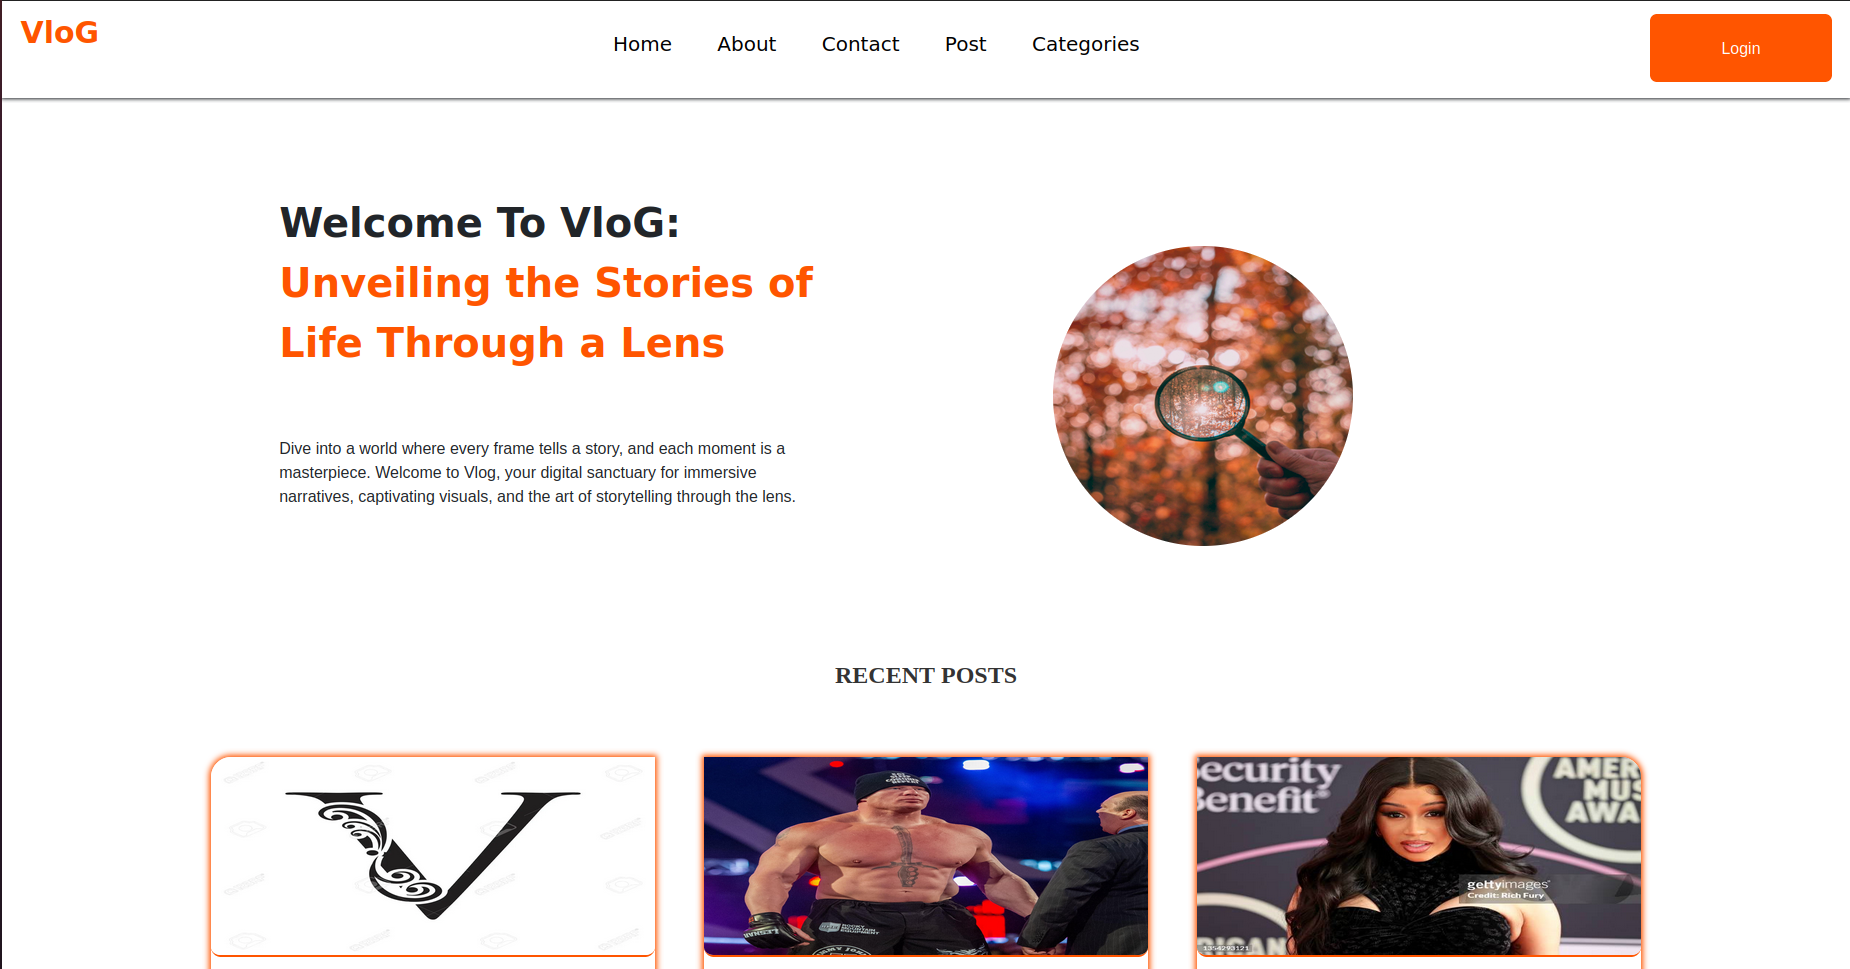 VloG
Home About Contact Post Categories
Login
Welcome To VloG:
Unveiling the Stories of
Life Through a Lens
Dive into a world where every frame tells a story, and each moment is a
masterpiece. Welcome to Vlog, your digital sanctuary for immersive
narratives, captivating visuals, and the art of storytelling through the lens.
RECENT POSTS
ecurity
Benefit®
AMER
MUS
AWA
gettyimages®
Credit: Rich Fury
RICAN
1354293121